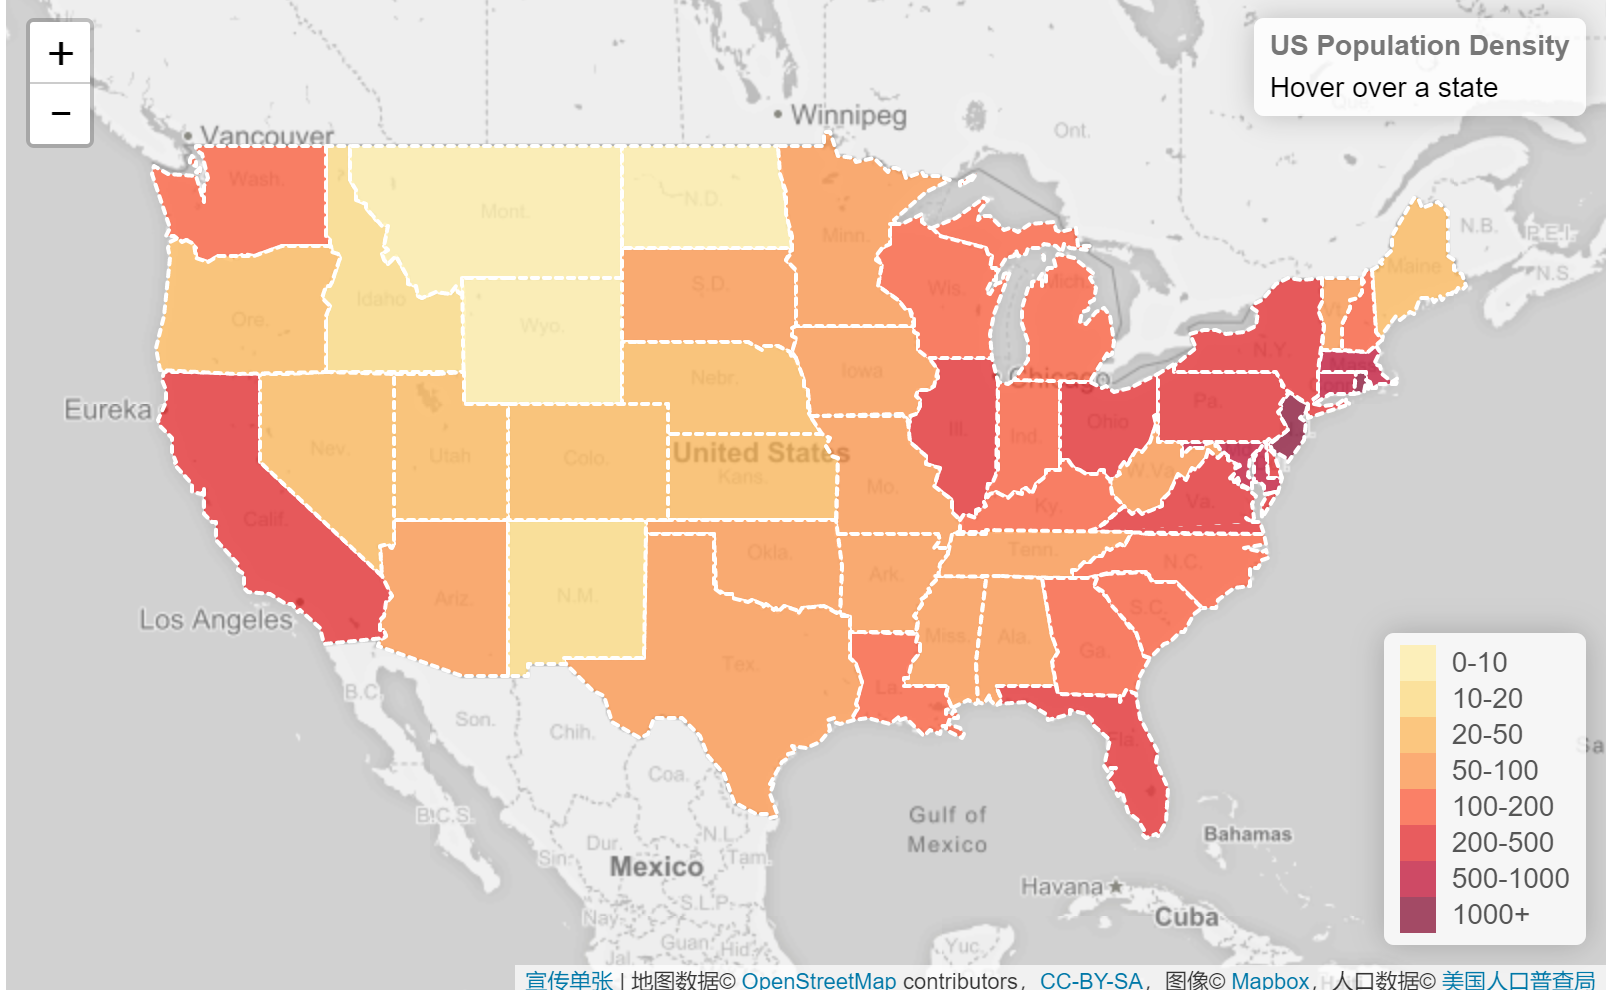 +
−
US Population Density
Hover over a state
Winnipeg
Vancouver
Ont.
Wash.
Mont.
N.D.
Minn.
N.B.
P.E.I.
N.S.
Maine
Idaho
S.D.
Wis.
Mich.
Ore.
Wyo.
Vt.
N.Y.
Iowa
Chicago
Nebr.
Mass.
Conn.
Eureka
Pa.
Ohio
Ill.
Ind.
Nev.
Utah
Colo.
United States
Kans.
Md.
W.Va.
Mo.
Va.
Ky.
Calif.
Okla.
Tenn.
N.C.
Ark.
Ariz.
N.M.
S.C.
Los Angeles
Miss.
Ala.
Ga.
Tex.
La.
B.C.
Son.
Chih.
Fla.
Coa.
B.C.S.
Gulf of
Mexico
N.L.
Bahamas
Dur.
Sin.
Tam.
Mexico
Havana
S.L.P.
Nay.
Cuba
Guan.
Hid.
Yuc.
Jal.
Sa
0-10
10-20
20-50
50-100
100-200
200-500
500-1000
1000+
宣传单张 | 地图数据© OpenStreetMap contributors，CC-BY-SA，图像© Mapbox，人口数据© 美国人口普查局